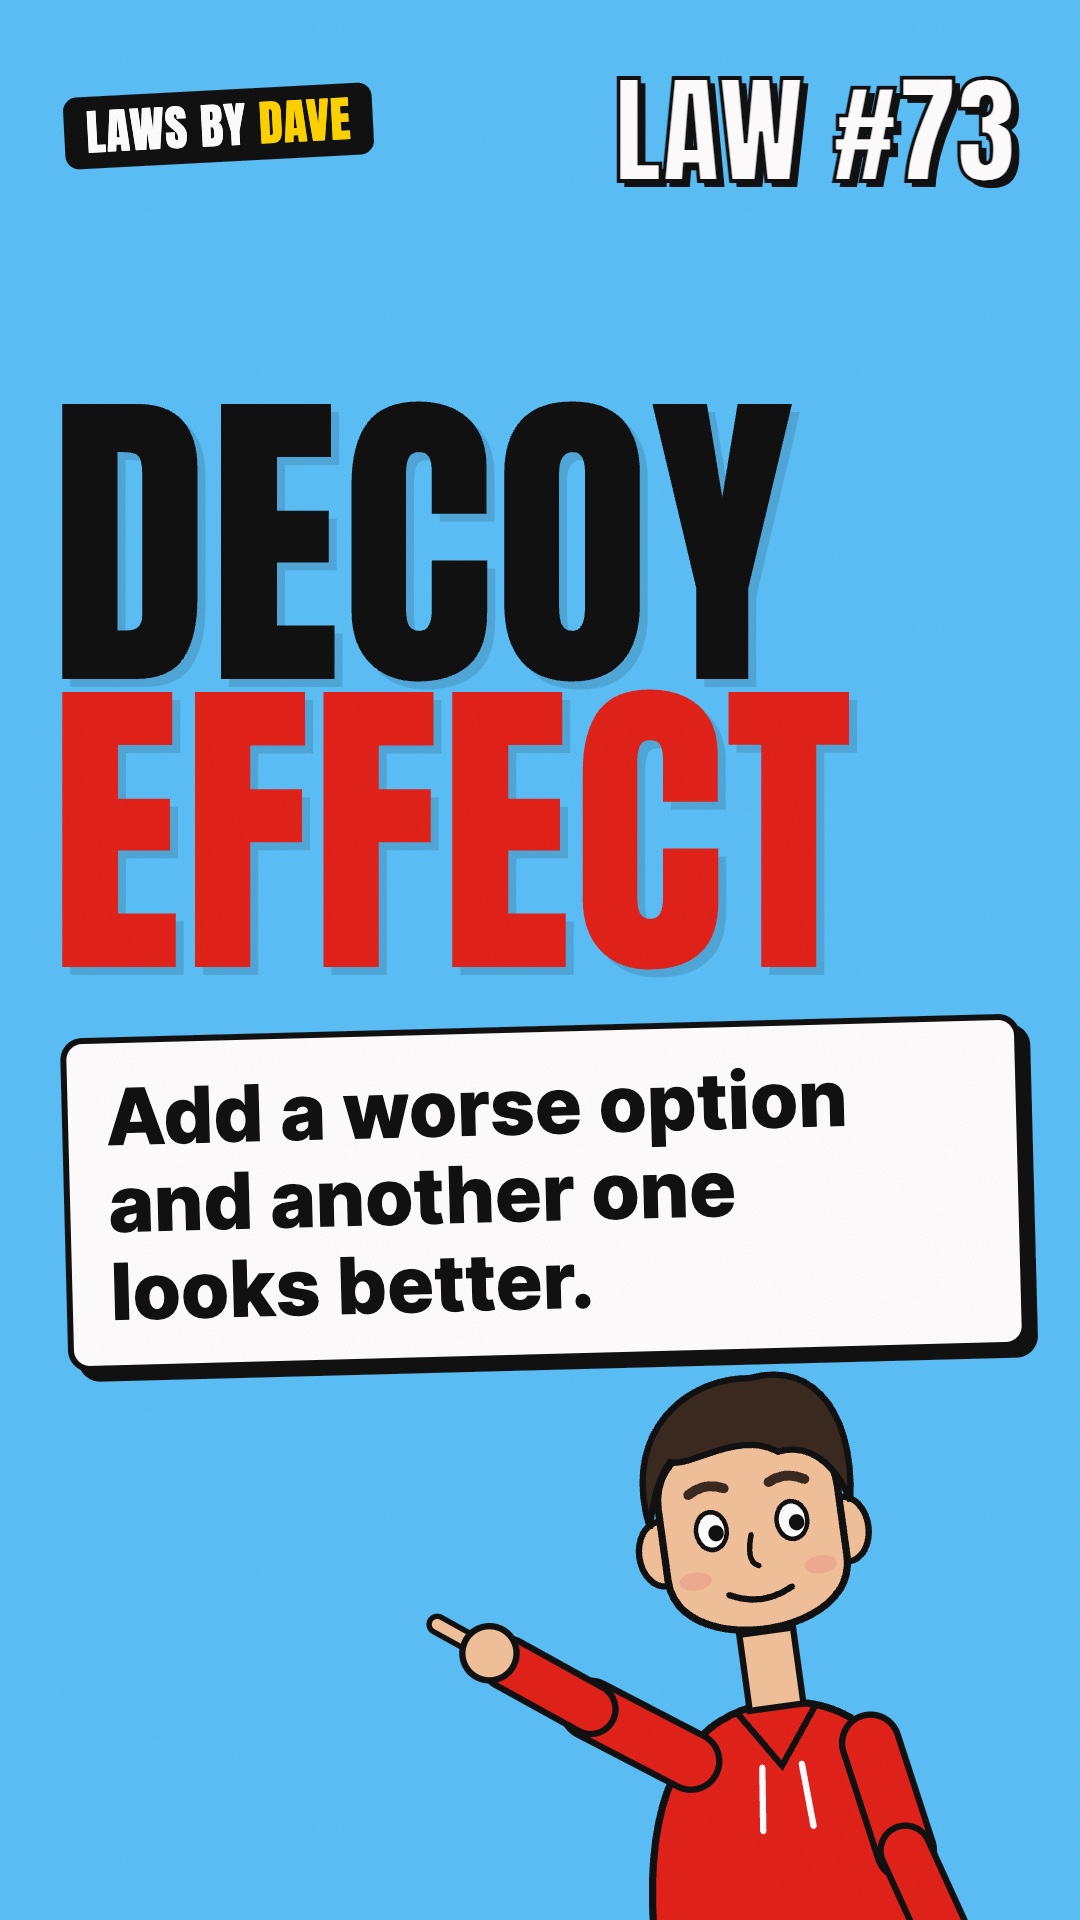 LAWS BY DAVE
LAW #73
DECOY
EFFECT
Add a worse option
and another one
looks better.